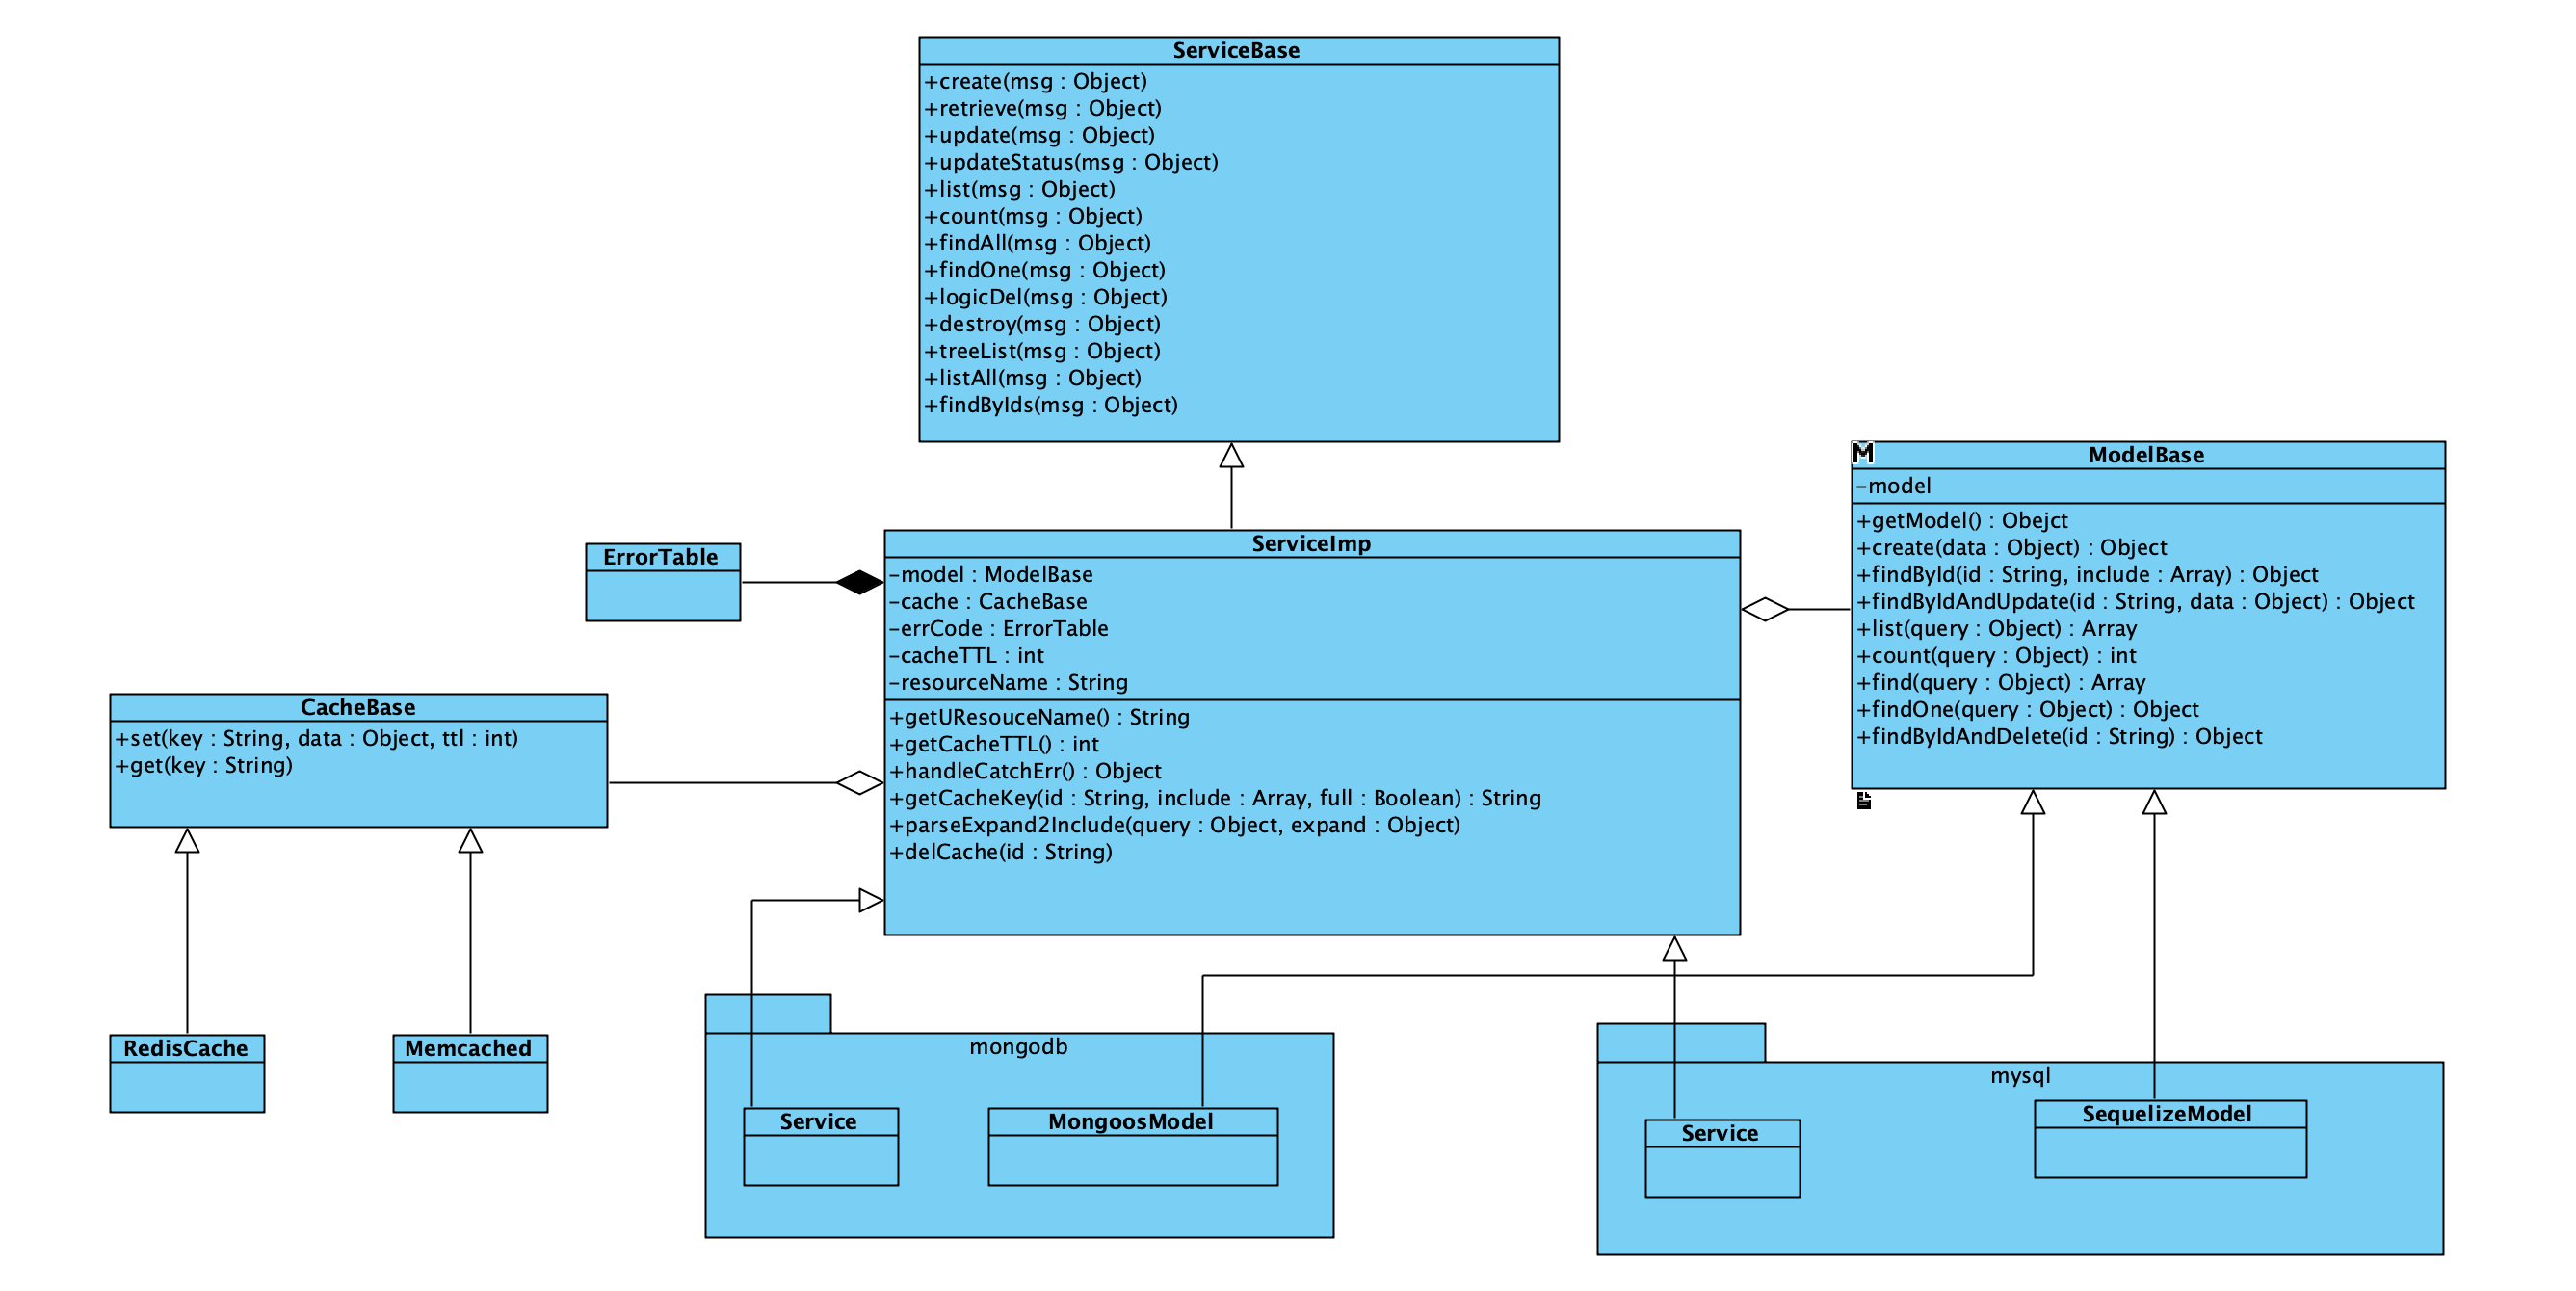 ServiceBase
+create(msg : Object)
+retrieve(msg : Object)
+update(msg : Object)
+updateStatus(msg : Object)
+list(msg : Object)
+count(msg : Object)
+findAll(msg : Object)
+findOne(msg : Object)
+logicDel(msg : Object)
+destroy(msg : Object)
+treeList(msg : Object)
+listAll(msg : Object)
+findByIds(msg : Object)
M
ModelBase
-model
+getModel() : Obejct
+create(data : Object) : Object
+findById(id : String, include : Array) : Object
+findByIdAndUpdate(id : String, data : Object) : Object
+list(query : Object) : Array
+count(query : Object) : int
+find(query : Object) : Array
+findOne(query : Object) : Object
+findByIdAndDelete(id : String) : Object
ErrorTable
ServiceImp
-model : ModelBase
-cache : CacheBase
-errCode : ErrorTable
-cacheTTL : int
-resourceName : String
+getUResouceName() : String
+getCacheTTL() : int
+handleCatchErr() : Object
+getCacheKey(id : String, include : Array, full : Boolean) : String
+parseExpand2Include(query : Object, expand : Object)
+delCache(id : String)
CacheBase
+set(key : String, data : Object, ttl : int)
+get(key : String)
RedisCache
Memcached
mongodb
Service
MongoosModel
mysql
Service
SequelizeModel